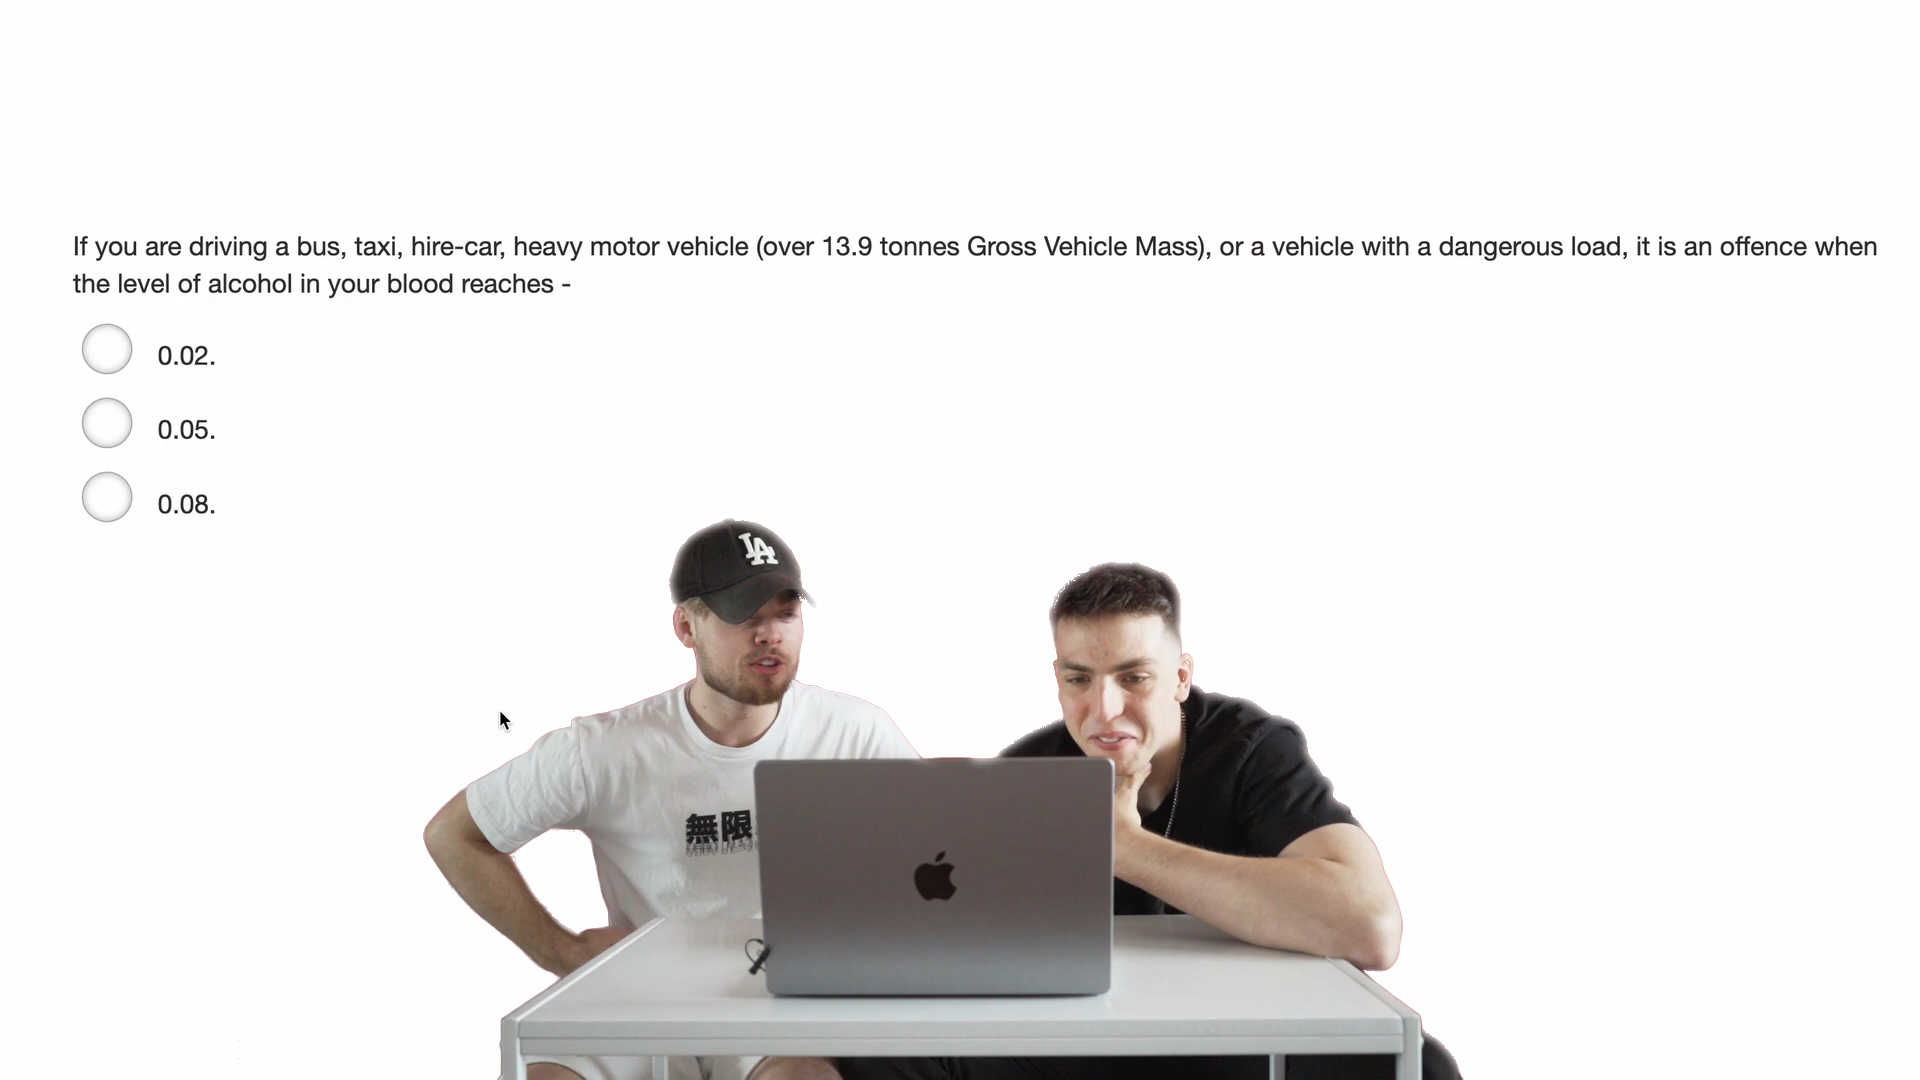 If you are driving a bus, taxi, hire-car, heavy motor vehicle (over 13.9 tonnes Gross Vehicle Mass), or a vehicle with a dangerous load, it is an offence when
the level of alcohol in your blood reaches -
0.02.
0.05.
0.08.
LA
無限